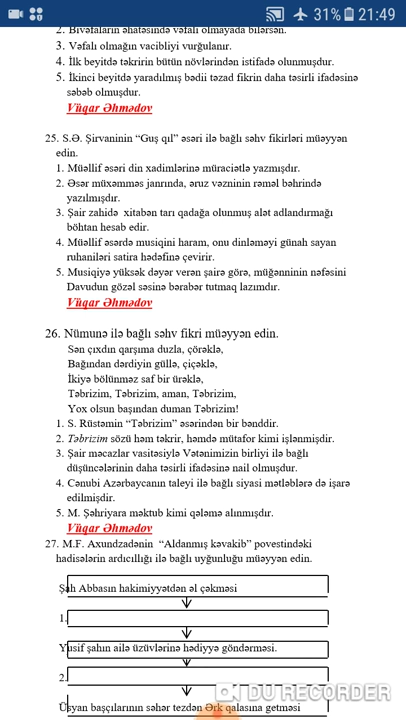 31% 21:49
2. Bivəfaların əhatəsində vəfalı olmayada bilərsən.
3. Vəfalı olmağın vacibliyi vurğulanır.
4. İlk beyitdə təkririn bütün növlərindən istifadə olunmuşdur.
5. İkinci beyitdə yaradılmış bədii təzad fikrin daha təsirli ifadəsinə
səbəb olmuşdur.
Vüqar Əhmədov
25. S.Ə. Şirvaninin “Guş qıl” əsəri ilə bağlı səhv fikirləri müəyyən
edin.
1. Müəllif əsəri din xadimlərinə müraciətlə yazmışdır.
2. Əsər müxəmməs janrında, əruz vəzninin rəməl bəhrində
yazılmışdır.
3. Şair zahidə xitabən tarı qadağa olunmuş alət adlandırmağı
böhtan hesab edir.
4. Müəllif əsərdə musiqini haram, onu dinləməyi günah sayan
ruhaniləri satira hədəfinə çevirir.
5. Musiqiyə yüksək dəyər verən şairə görə, müğənninin nəfəsini
Davudun gözəl səsinə bərabər tutmaq lazımdır.
Vüqar Əhmədov
26. Nümunə ilə bağlı səhv fikri müəyyən edin.
Sən çıxdın qarşıma duzla, çörəklə,
Bağından dərdiyin güllə, çiçəklə,
İkiyə bölünməz saf bir ürəklə,
Təbrizim, Təbrizim, aman, Təbrizim,
Yox olsun başından duman Təbrizim!
1. S. Rüstəmin “Təbrizim” əsərindən bir bənddir.
2. Təbrizim sözü həm təkrir, həmdə mütafor kimi işlənmişdir.
3. Şair məcazlar vasitəsiylə Vətənimizin birliyi ilə bağlı
düşüncələrinin daha təsirli ifadəsinə nail olmuşdur.
4. Cənubi Azərbaycanın taleyi ilə bağlı siyasi mətləblərə də işarə
edilmişdir.
5. M. Şəhriyara məktub kimi qələmə alınmışdır.
Vüqar Əhmədov
27. M.F. Axundzadənin “Aldanmış kəvakib” povestindəki
hadisələrin ardıcıllığı ilə bağlı uyğunluğu müəyyən edin.
Şah Abbasın hakimiyyətdən əl çəkməsi
1.
Yusif şahın ailə üzvlərinə hədiyyə göndərməsi.
2.
Üsyan başçılarının səhər tezdən Ərk qalasına getməsi
DU RECORDER